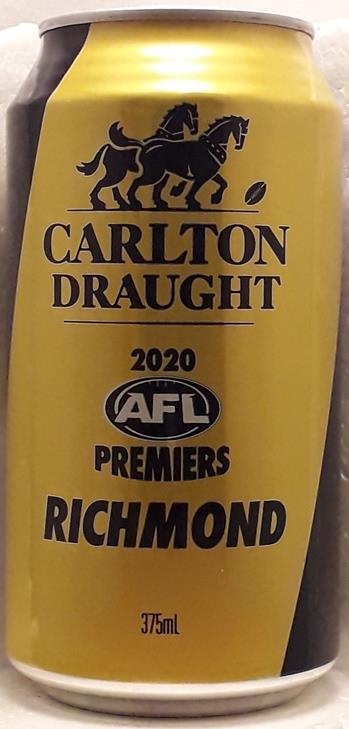 CARLTON
DRAUGHT
2020
AFL
PREMIERS
RICHMOND
375mL